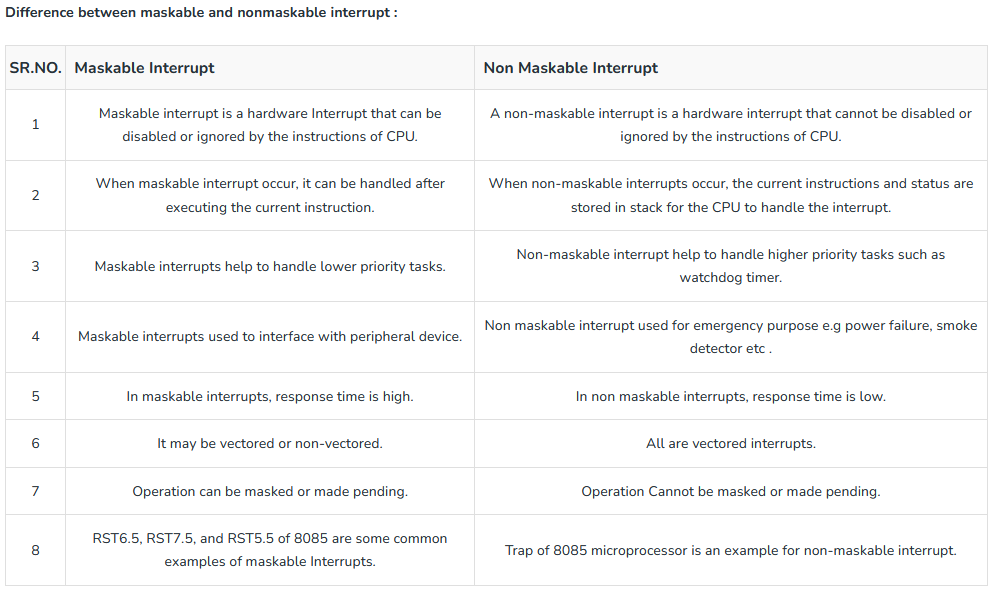 Difference between maskable and nonmaskable interrupt :
SR.NO. Maskable Interrupt Non Maskable Interrupt
1
Maskable interrupt is a hardware Interrupt that can be
disabled or ignored by the instructions of CPU.
A non-maskable interrupt is a hardware interrupt that cannot be disabled or
ignored by the instructions of CPU.
2
When maskable interrupt occur, it can be handled after
executing the current instruction.
When non-maskable interrupts occur, the current instructions and status are
stored in stack for the CPU to handle the interrupt.
3
Maskable interrupts help to handle lower priority tasks.
Non-maskable interrupt help to handle higher priority tasks such as
watchdog timer.
4
Maskable interrupts used to interface with peripheral device.
Non maskable interrupt used for emergency purpose e.g power failure, smoke
detector etc .
5
In maskable interrupts, response time is high.
In non maskable interrupts, response time is low.
6
It may be vectored or non-vectored.
All are vectored interrupts.
7
Operation can be masked or made pending.
Operation Cannot be masked or made pending.
8
RST6.5, RST7.5, and RST5.5 of 8085 are some common
examples of maskable Interrupts.
Trap of 8085 microprocessor is an example for non-maskable interrupt.